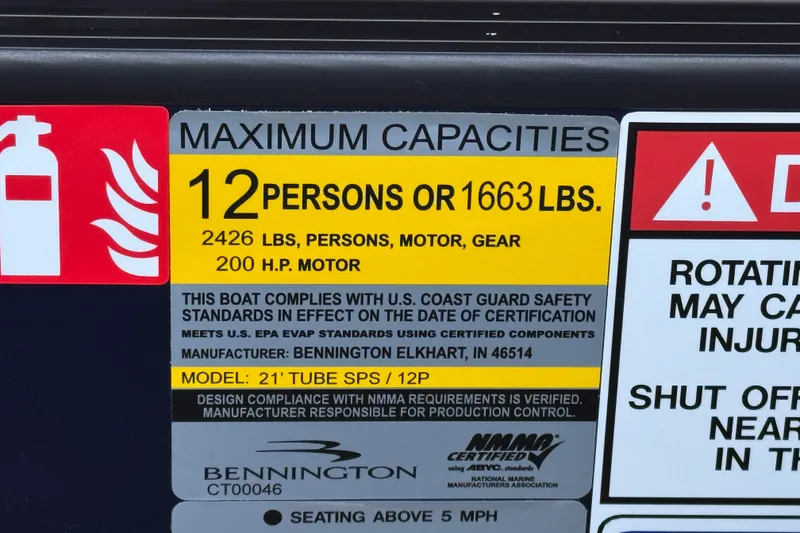 MAXIMUM CAPACITIES
12 PERSONS OR 1663 LBS.
2426 LBS, PERSONS, MOTOR, GEAR
200 H.P. MOTOR
THIS BOAT COMPLIES WITH U.S. COAST GUARD SAFETY
STANDARDS IN EFFECT ON THE DATE OF CERTIFICATION
MEETS U.S. EPA EVAP STANDARDS USING CERTIFIED COMPONENTS
MANUFACTURER: BENNINGTON ELKHART, IN 46514
MODEL: 21' TUBE SPS / 12P
DESIGN COMPLIANCE WITH NMMA REQUIREMENTS IS VERIFIED.
MANUFACTURER RESPONSIBLE FOR PRODUCTION CONTROL.
BENNINGTON
CT00046
NMMA
CERTIFIED
using ABYC. standards
NATIONAL MARINE
MANUFACTURERS ASSOCIATION
SEATING ABOVE 5 MPH
ROTATI
MAY CA
INJUR
SHUT OFF
NEAR
IN TH